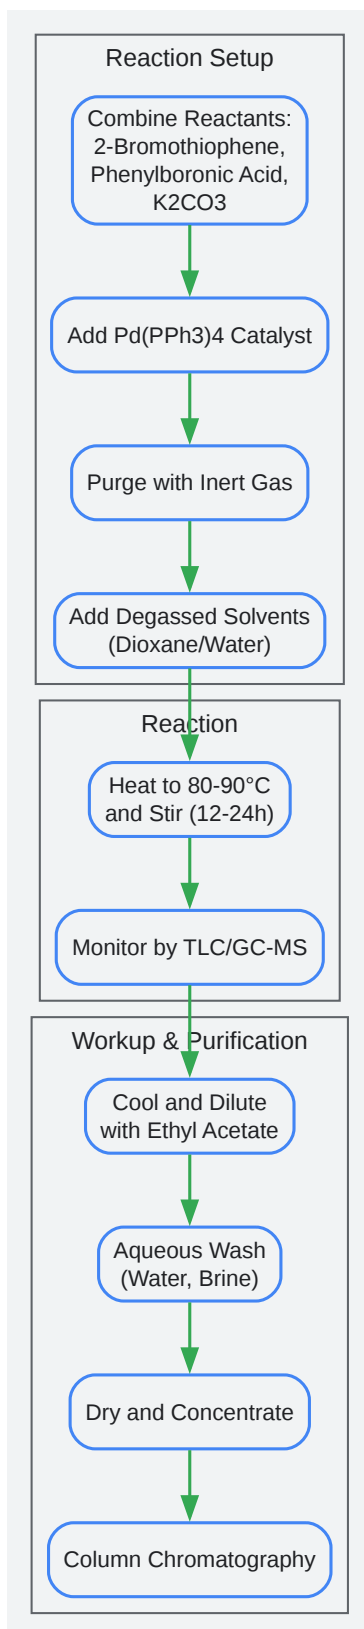 Reaction Setup
Combine Reactants:
2-Bromothiophene,
Phenylboronic Acid,
K2CO3
Add Pd(PPh3)4 Catalyst
Purge with Inert Gas
Add Degassed Solvents
(Dioxane/Water)
Reaction
Heat to 80-90°C
and Stir (12-24h)
Monitor by TLC/GC-MS
Workup & Purification
Cool and Dilute
with Ethyl Acetate
Aqueous Wash
(Water, Brine)
Dry and Concentrate
Column Chromatography